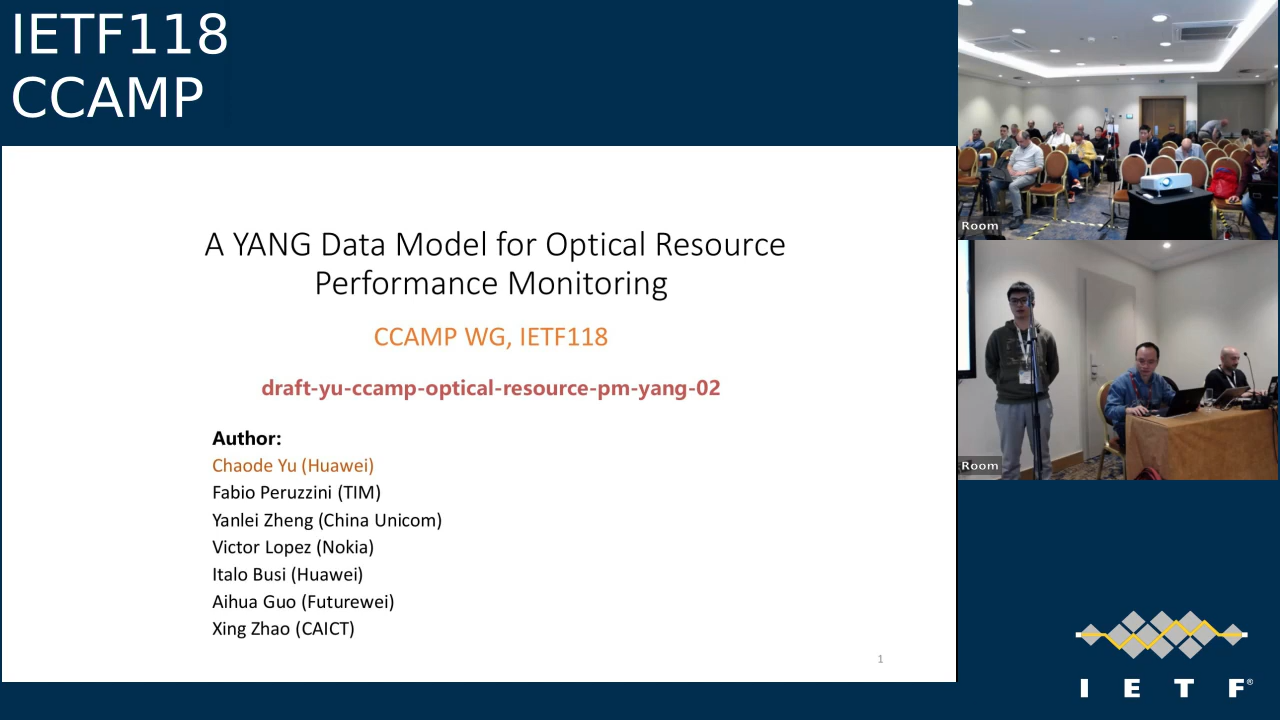 IETF118
CCAMP
A YANG Data Model for Optical Resource
Performance Monitoring
CCAMP WG, IETF118
draft-yu-ccamp-optical-resource-pm-yang-02
Author:
Chaode Yu (Huawei)
Fabio Peruzzini (TIM)
Yanlei Zheng (China Unicom)
Victor Lopez (Nokia)
Italo Busi (Huawei)
Aihua Guo (Futurewei)
Xing Zhao (CAICT)
1
Room
Room
I E T F®